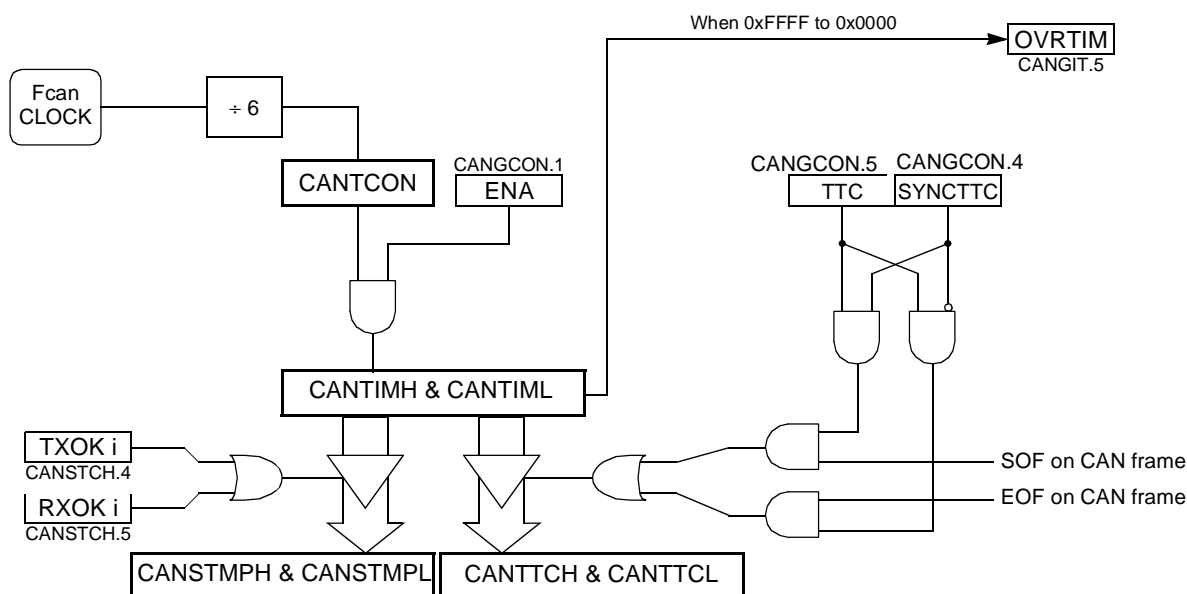 When 0xFFFF to 0x0000
OVRTIM
CANGIT.5
Fcan
CLOCK
÷ 6
CANTCON
CANGCON.1
ENA
CANGCON.5
CANGCON.4
TTC
SYNCTTC
CANTIMH & CANTIML
TXOK i
CANSTCH.4
RXOK i
CANSTCH.5
SOF on CAN frame
EOF on CAN frame
CANSTMPH & CANSTMPL
CANTTCH & CANTTCL